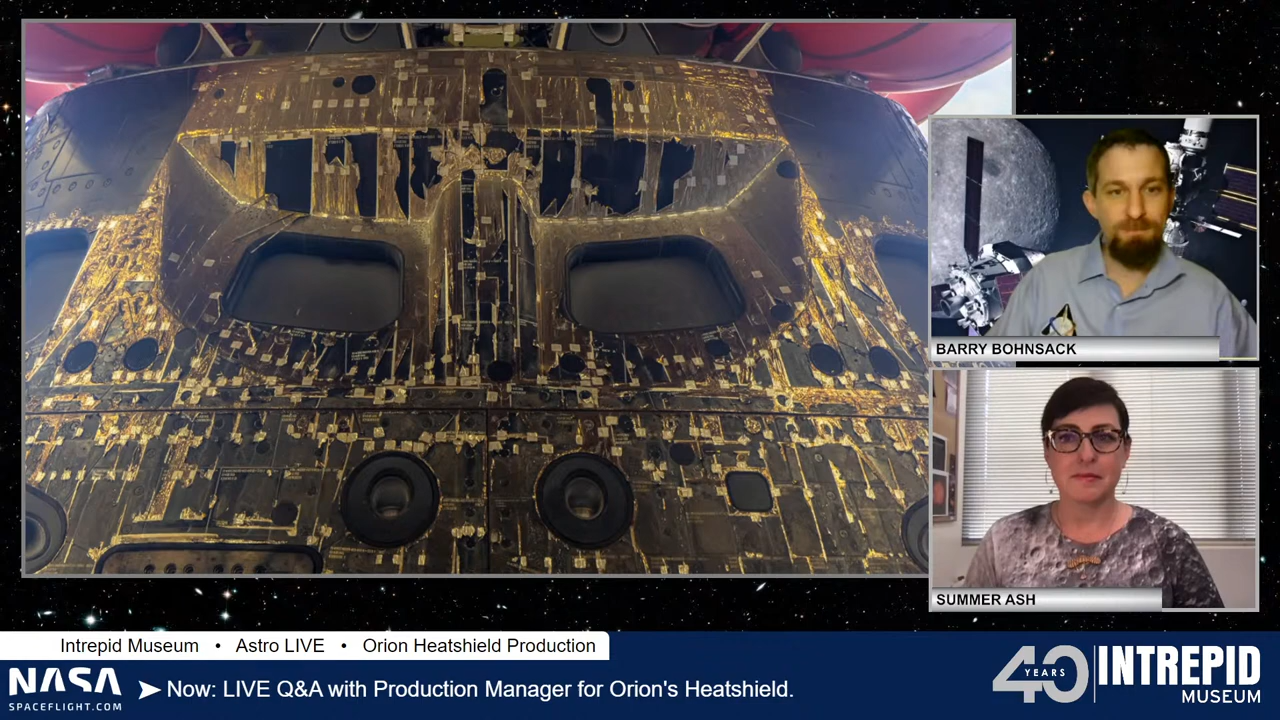 BARRY BOHNSACK
SUMMER ASH
Intrepid Museum • Astro LIVE • Orion Heatshield Production
NASA
SPACEFLIGHT.COM
Now: LIVE Q&A with Production Manager for Orion's Heatshield.
40
YEARS
INTREPID
MUSEUM